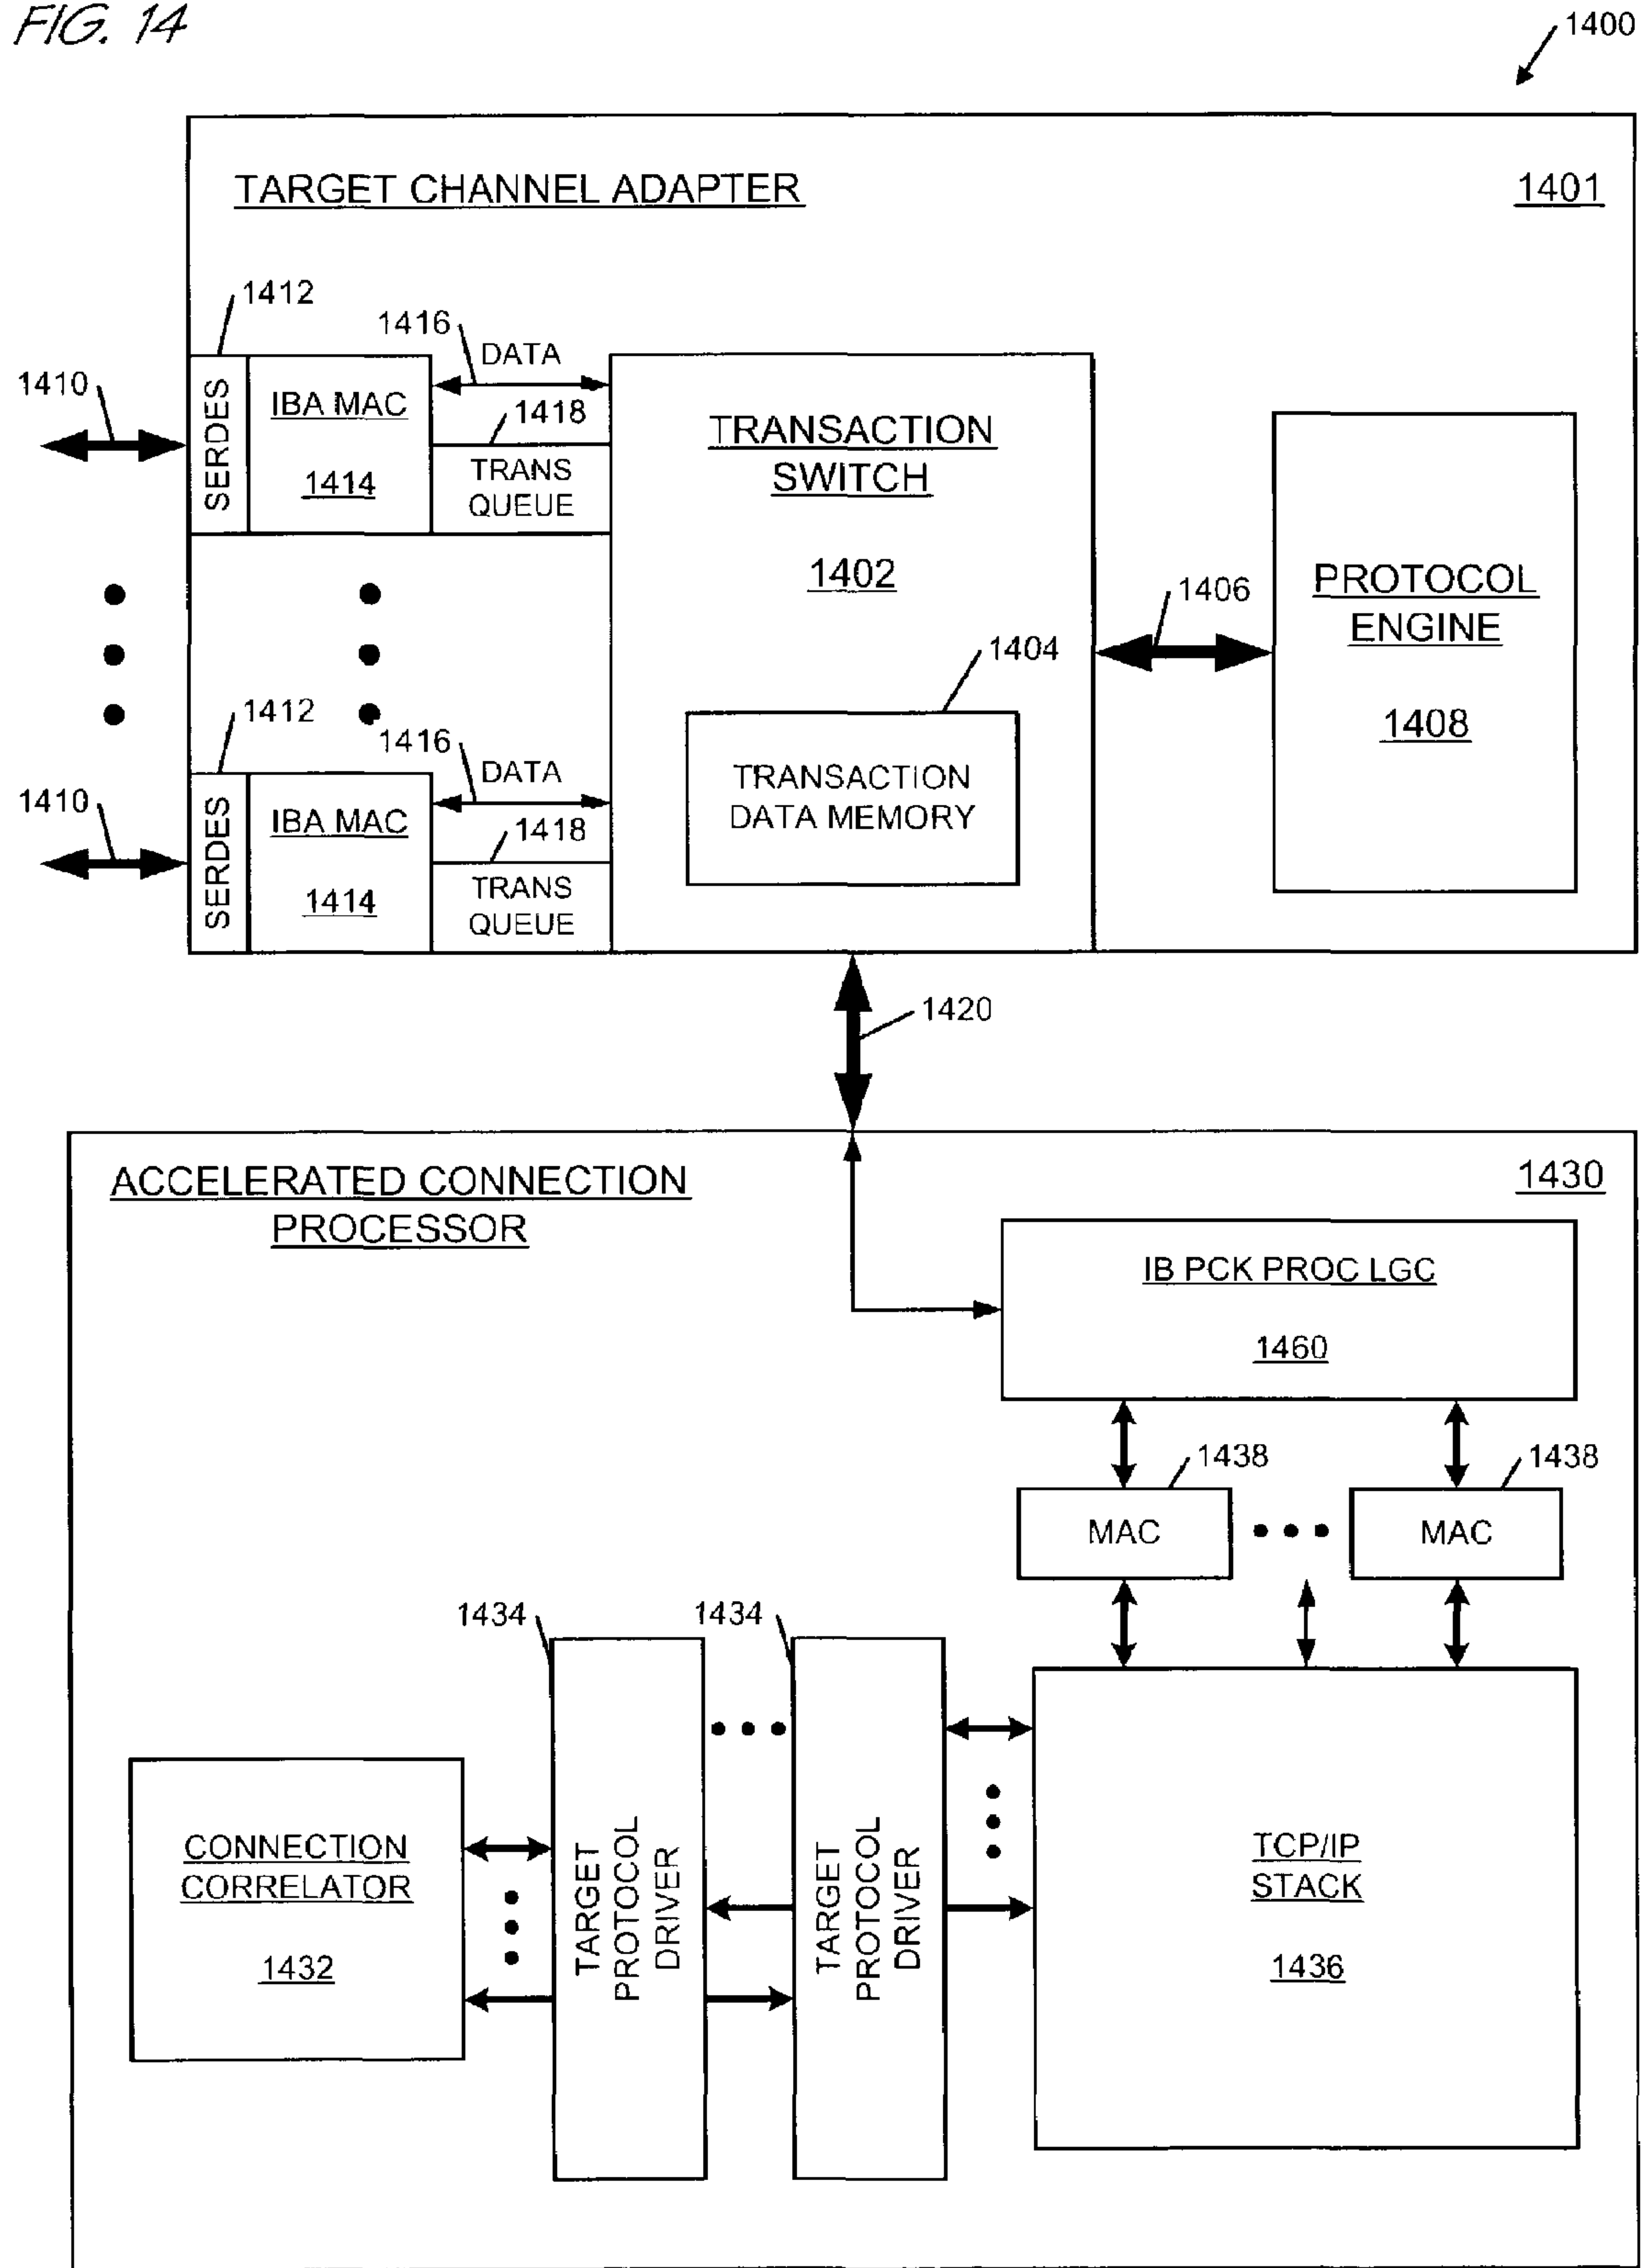 FIG. 14
1400
TARGET CHANNEL ADAPTER
1401
1412
1416
DATA
1410
SERDES
IBA MAC
1414
1418
TRANS
QUEUE
TRANSACTION
SWITCH
1402
1406
PROTOCOL
ENGINE
1408
1404
TRANSACTION
DATA MEMORY
1412
1416
DATA
1410
SERDES
IBA MAC
1414
1418
TRANS
QUEUE
1420
ACCELERATED CONNECTION
PROCESSOR
1430
IB PCK PROC LGC
1460
1438
1438
MAC
MAC
1434
1434
CONNECTION
CORRELATOR
1432
TARGET
PROTOCOL
DRIVER
TARGET
PROTOCOL
DRIVER
TCP/IP
STACK
1436